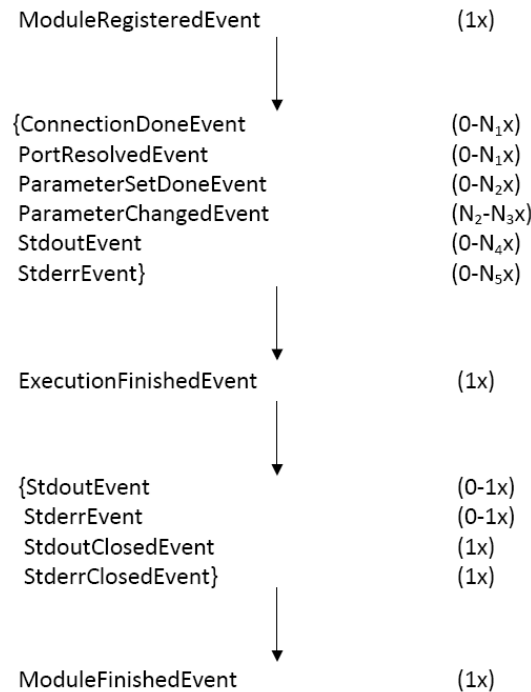 ModuleRegisteredEvent (1x)
{ConnectionDoneEvent (0-N₁x)
PortResolvedEvent (0-N₁x)
ParameterSetDoneEvent (0-N₂x)
ParameterChangedEvent (N₂-N₃x)
StdoutEvent (0-N₄x)
StderrEvent} (0-N₅x)
ExecutionFinishedEvent (1x)
{StdoutEvent (0-1x)
StderrEvent (0-1x)
StdoutClosedEvent (1x)
StderrClosedEvent} (1x)
ModuleFinishedEvent (1x)